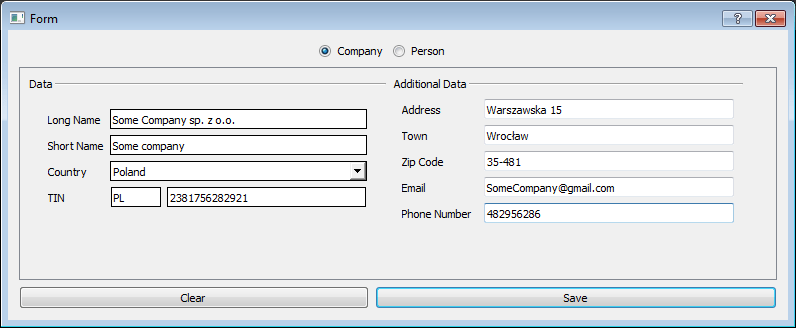 Form
Company Person
Data
Long Name Some Company sp. z o.o.
Short Name Some company
Country Poland
TIN PL 2381756282921
Additional Data
Address Warszawska 15
Town Wrocław
Zip Code 35-481
Email SomeCompany@gmail.com
Phone Number 482956286
Clear Save